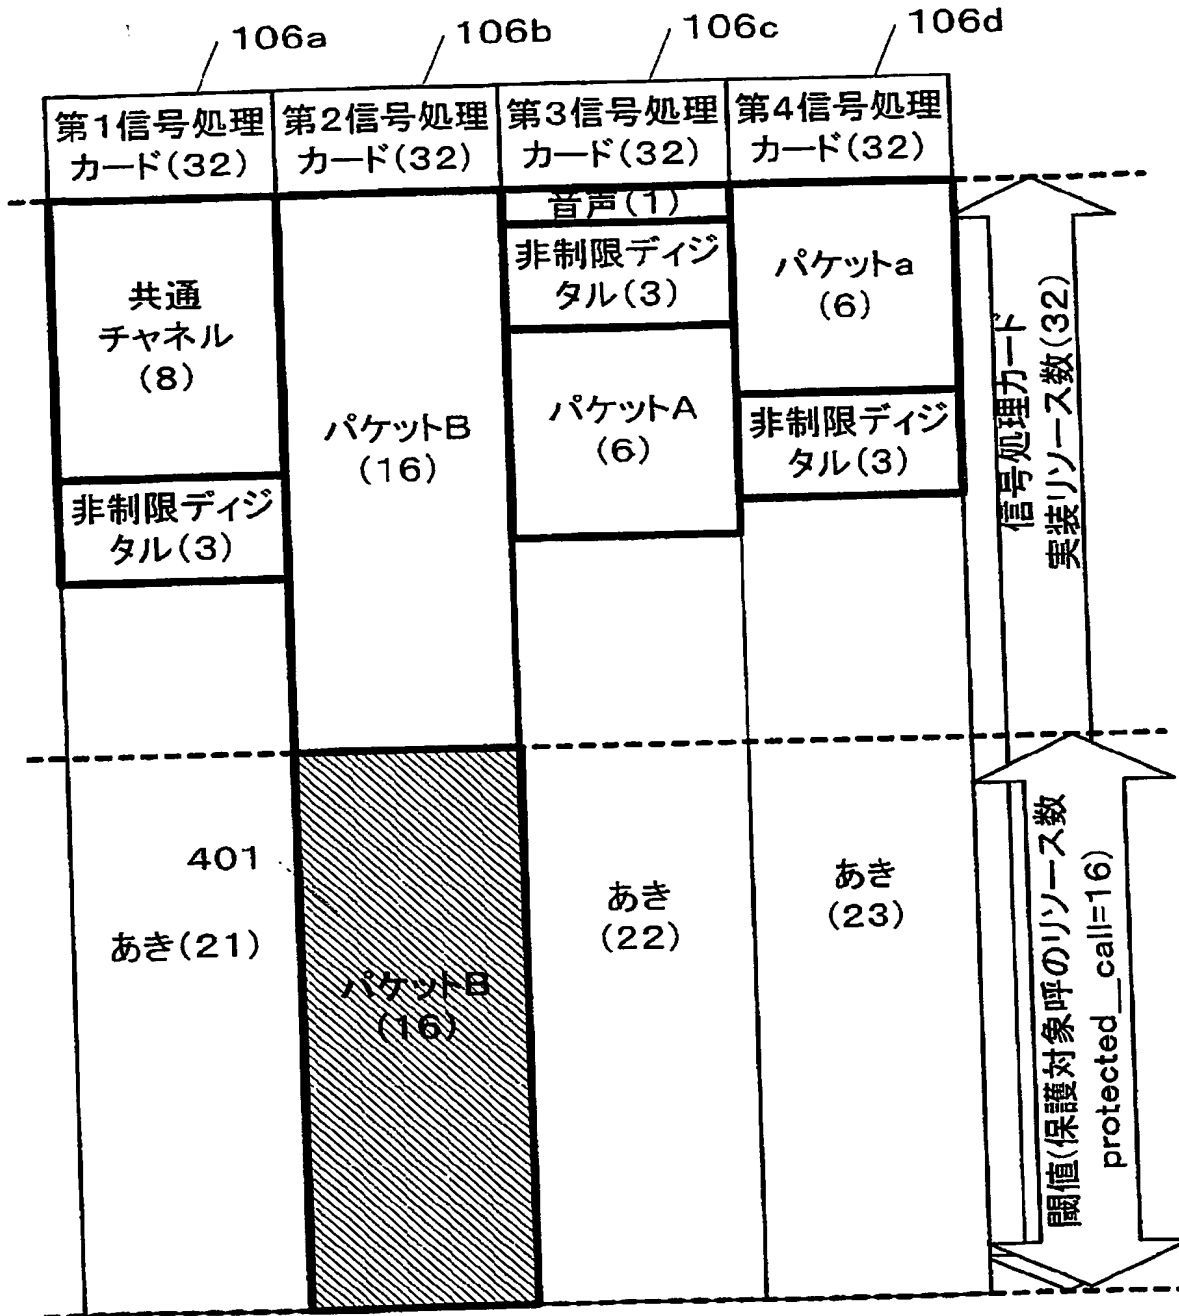 106a
106b
106c
106d
第1信号処理
カード(32)
第2信号処理
カード(32)
第3信号処理
カード(32)
第4信号処理
カード(32)
共通
チャネル
(8)
非制限ディジ
タル(3)
あき(21)
401
パケットB
(16)
パケットB
(16)
音声(1)
非制限ディジ
タル(3)
パケットA
(6)
あき
(22)
パケットa
(6)
非制限ディジ
タル(3)
あき
(23)
信号処理カード
実装リソース数(32)
閾値(保護対象呼のリソース数
protected_call=16)